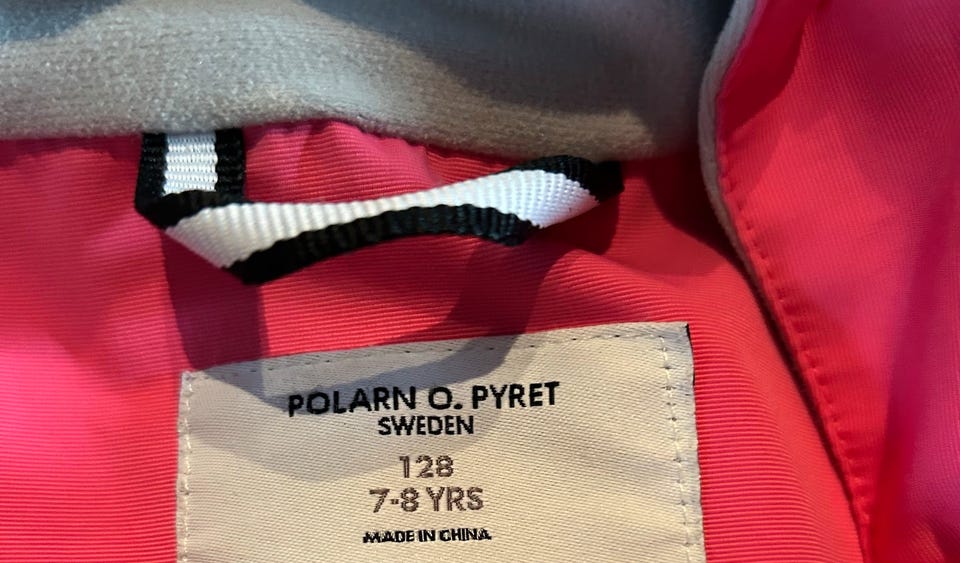 POLARN O. PYRET
SWEDEN
128
7-8 YRS
MADE IN CHINA